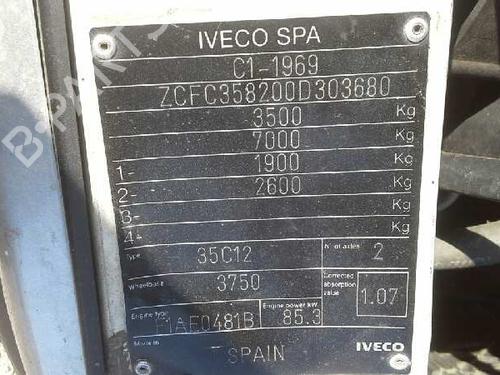 IVECO SPA
C1-1969
ZCFC358200D303680
3500 Kg
7000 Kg
1- 1900 Kg
2- 2600 Kg
3- Kg
4- Kg
Type 35C12 N. of axles 2
Wheelbase 3750 Corrected absorption value 1.07
Engine type F1AE0481B Engine power kW 85.3
Made in SPAIN IVECO
B-PARTS